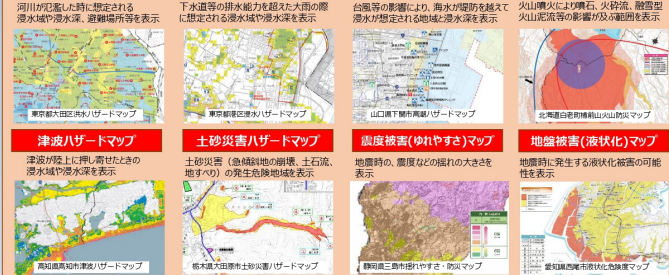 河川が氾濫した時に想定される
浸水域や浸水深、避難場所等を表示
下水道等の排水能力を超えた大雨の際
に想定される浸水域や浸水深を表示
台風等の影響により、海水が堤防を越えて
浸水が想定される地域と浸水深を表示
火山噴火により噴石、火砕流、融雪型
火山泥流等の影響が及ぶ範囲を表示
東京都大田区洪水ハザードマップ
東京都港区浸水ハザードマップ
山口県下関市高潮ハザードマップ
北海道白老町樽前山火山防災マップ
津波ハザードマップ
土砂災害ハザードマップ
震度被害(ゆれやすさ)マップ
地盤被害(液状化)マップ
津波が陸上に押し寄せたときの
浸水域や浸水深を表示
土砂災害（急傾斜地の崩壊、土石流、
地すべり）の発生危険地域を表示
地震時の、震度などの揺れの大きさを
表示
地震時に発生する液状化被害の可能
性を表示
高知県高知市津波ハザードマップ
栃木県大田原市土砂災害ハザードマップ
静岡県三島市揺れやすさ・防災マップ
愛知県西尾市液状化危険度マップ